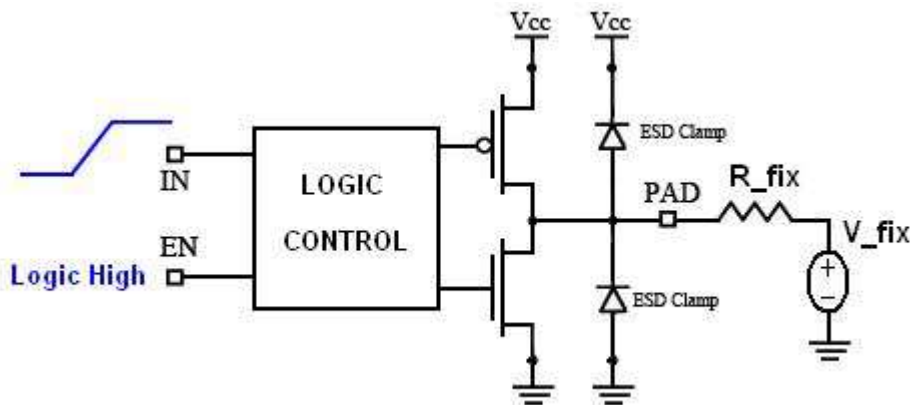 Vcc
Vcc
ESD Clamp
IN
LOGIC
CONTROL
PAD
R_fix
EN
V_fix
Logic High
ESD Clamp
+
−